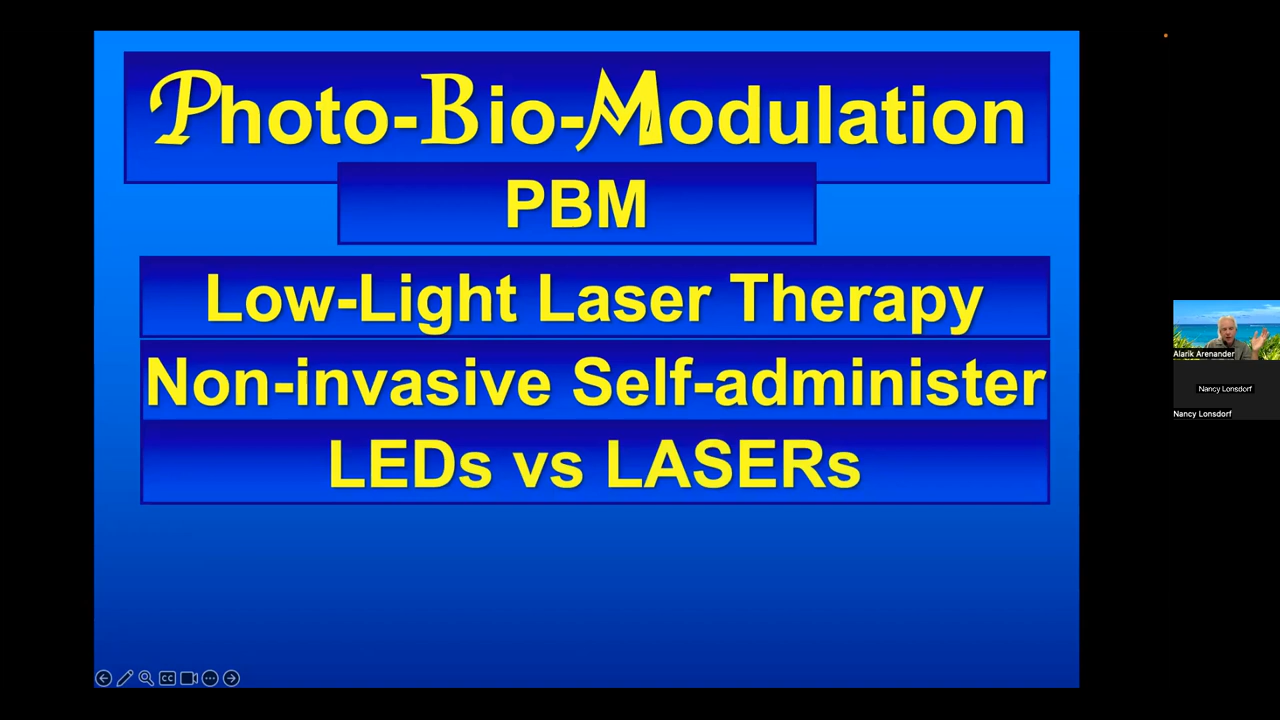 Photo-Bio-Modulation
PBM
Low-Light Laser Therapy
Non-invasive Self-administer
LEDs vs LASERs
Alarik Arenander
Nancy Lonsdorf
Nancy Lonsdorf
CC